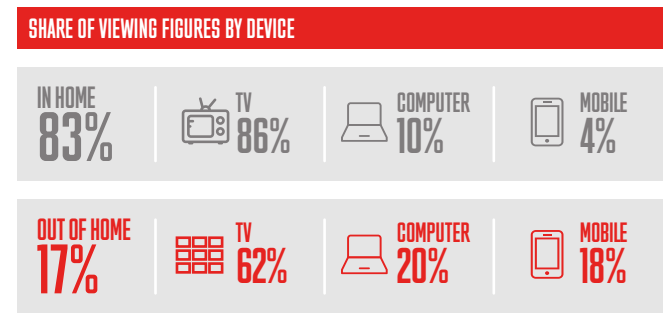 SHARE OF VIEWING FIGURES BY DEVICE
IN HOME
83%
TV
86%
COMPUTER
10%
MOBILE
4%
OUT OF HOME
17%
TV
62%
COMPUTER
20%
MOBILE
18%